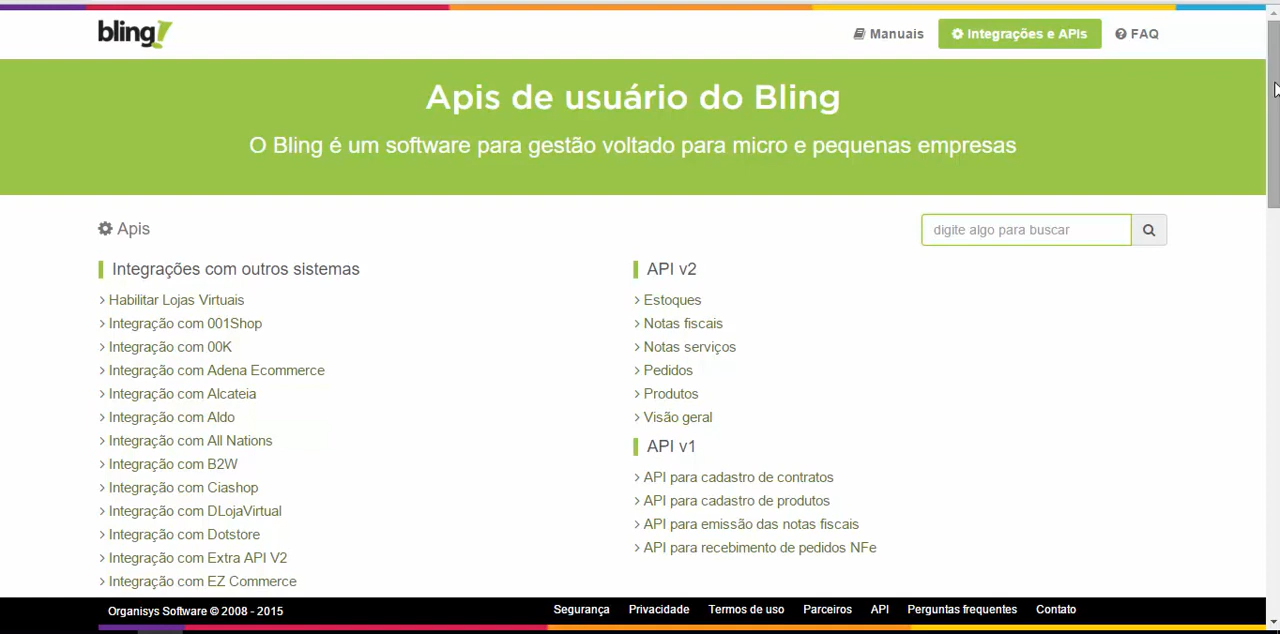 bling!
Manuais
Integrações e APIs
FAQ
Apis de usuário do Bling
O Bling é um software para gestão voltado para micro e pequenas empresas
Apis
digite algo para buscar
Integrações com outros sistemas
Habilitar Lojas Virtuais
Integração com 001Shop
Integração com 00K
Integração com Adena Ecommerce
Integração com Alcateia
Integração com Aldo
Integração com All Nations
Integração com B2W
Integração com Ciashop
Integração com DLojaVirtual
Integração com Dotstore
Integração com Extra API V2
Integração com EZ Commerce
API v2
Estoques
Notas fiscais
Notas serviços
Pedidos
Produtos
Visão geral
API v1
API para cadastro de contratos
API para cadastro de produtos
API para emissão das notas fiscais
API para recebimento de pedidos NFe
Organisys Software © 2008 - 2015
Segurança
Privacidade
Termos de uso
Parceiros
API
Perguntas frequentes
Contato